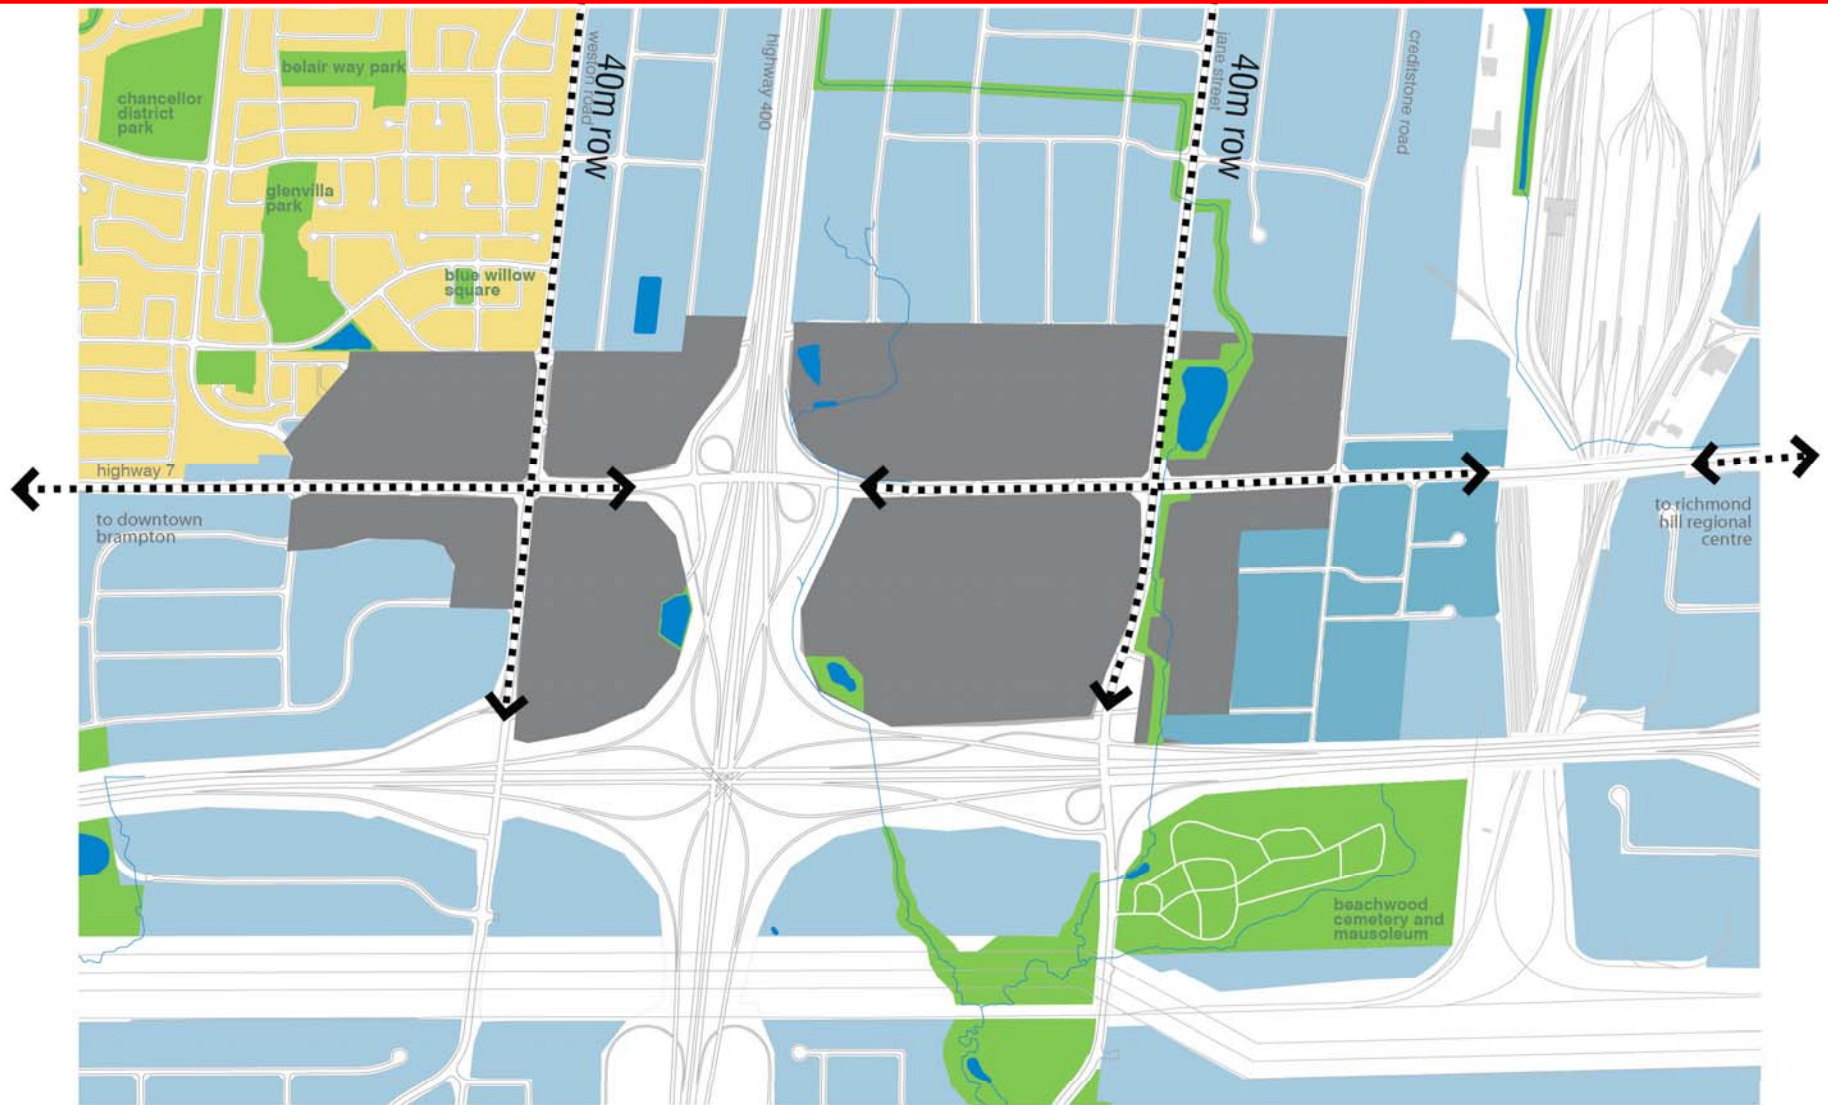 belair way park
chancellor
district
park
glenvilla
park
blue willow
square
weston road
40m row
highway 400
jane street
40m row
creditstone road
highway 7
to downtown
brampton
to richmond
hill regional
centre
beachwood
cemetery and
mausoleum